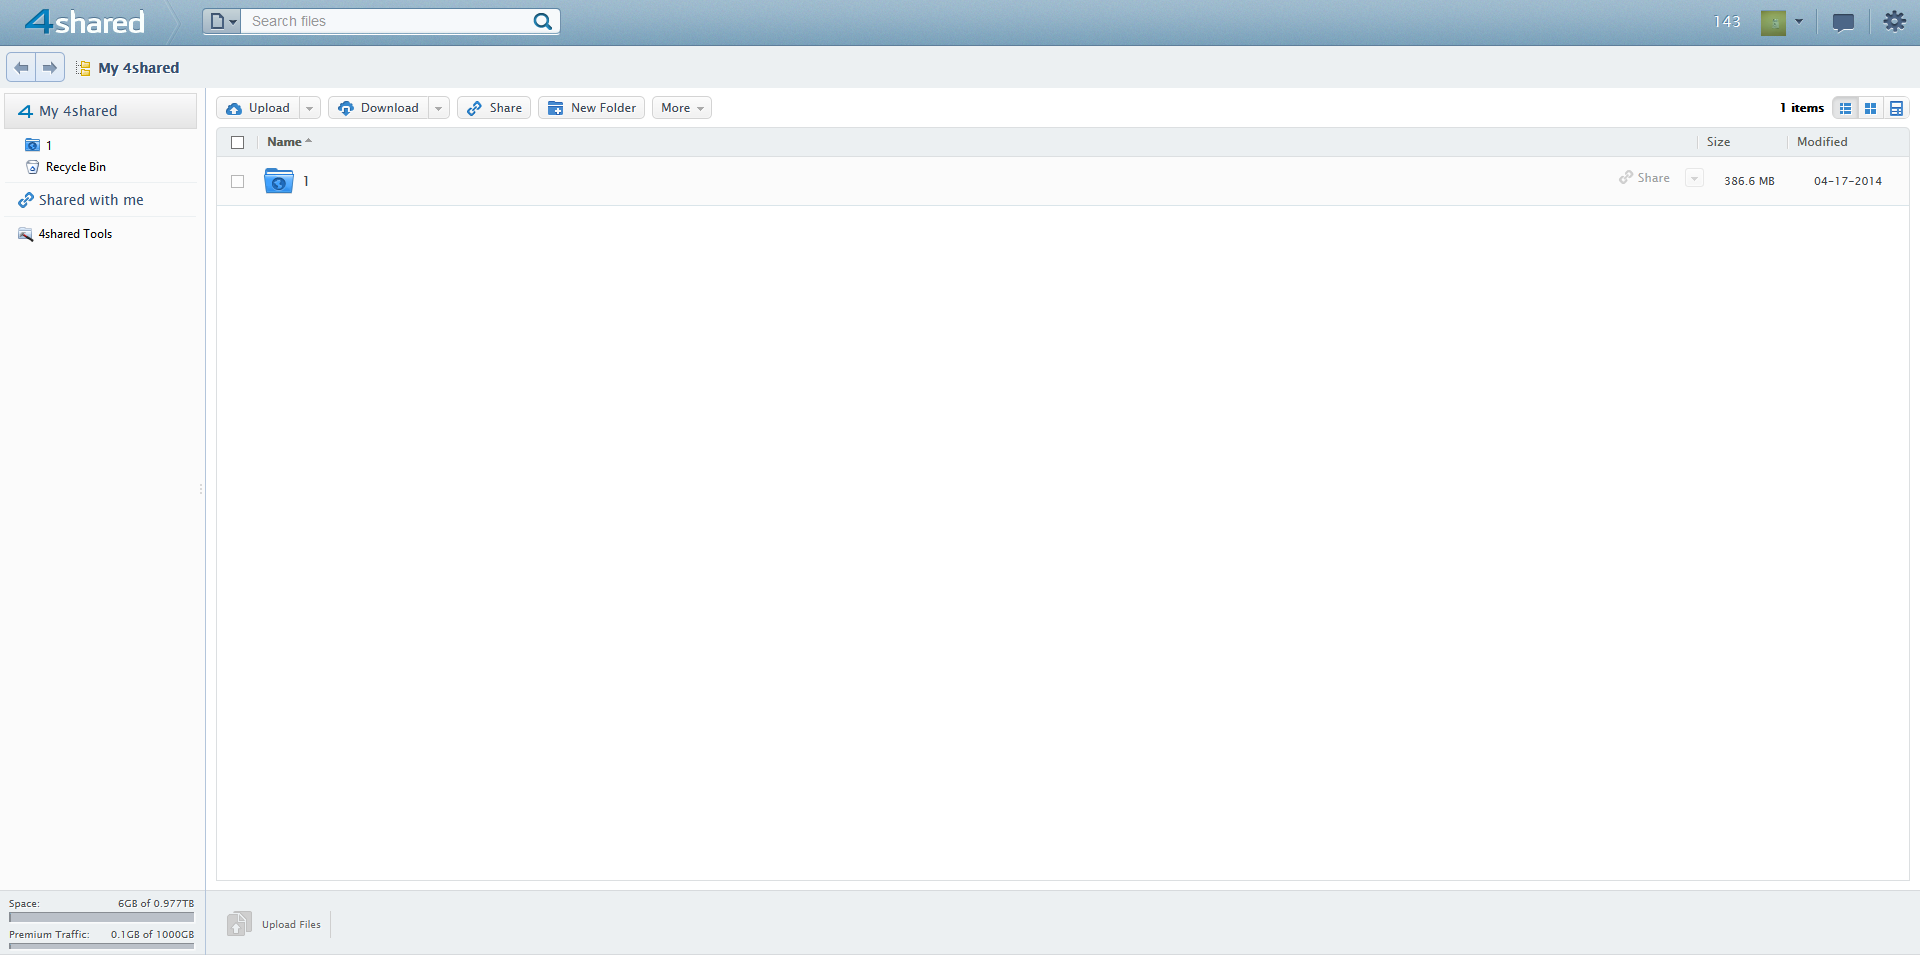 4shared
Search files
143
My 4shared
My 4shared
1
Recycle Bin
Shared with me
4shared Tools
Upload
Download
Share
New Folder
More
1 items
Name
Size
Modified
1
Share
386.6 MB
04-17-2014
Space: 6GB of 0.977TB
Premium Traffic: 0.1GB of 1000GB
Upload Files